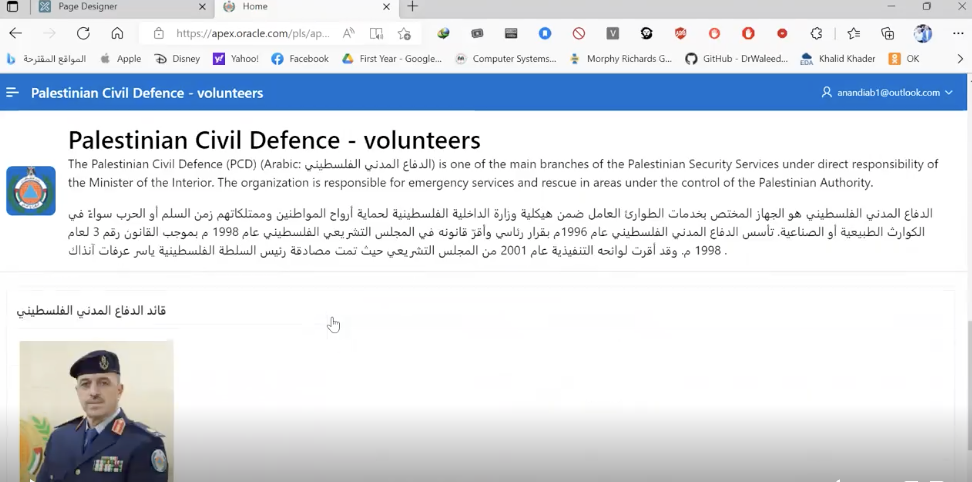 Page Designer
Home
https://apex.oracle.com/pls/ap...
المواقع المقترحة
Apple
Disney
Yahoo!
Facebook
First Year - Google...
Computer Systems...
Morphy Richards G...
GitHub - DrWaleed...
Khalid Khader
OK
Palestinian Civil Defence - volunteers
anandiab1@outlook.com
Palestinian Civil Defence - volunteers
The Palestinian Civil Defence (PCD) (Arabic: الدفاع المدني الفلسطيني) is one of the main branches of the Palestinian Security Services under direct responsibility of
the Minister of the Interior. The organization is responsible for emergency services and rescue in areas under the control of the Palestinian Authority.
الدفاع المدني الفلسطيني هو الجهاز المختص بخدمات الطوارئ العامل ضمن هيكلية وزارة الداخلية الفلسطينية لحماية أرواح المواطنين وممتلكاتهم زمن السلم أو الحرب سواءً في
الكوارث الطبيعية أو الصناعية. تأسس الدفاع المدني الفلسطيني عام 1996م بقرار رئاسي وأقرّ قانونه في المجلس التشريعي الفلسطيني عام 1998 م بموجب القانون رقم 3 لعام
1998 م. وقد أقرت لوائحه التنفيذية عام 2001 من المجلس التشريعي حيث تمت مصادقة رئيس السلطة الفلسطينية ياسر عرفات آنذاك .
قائد الدفاع المدني الفلسطيني